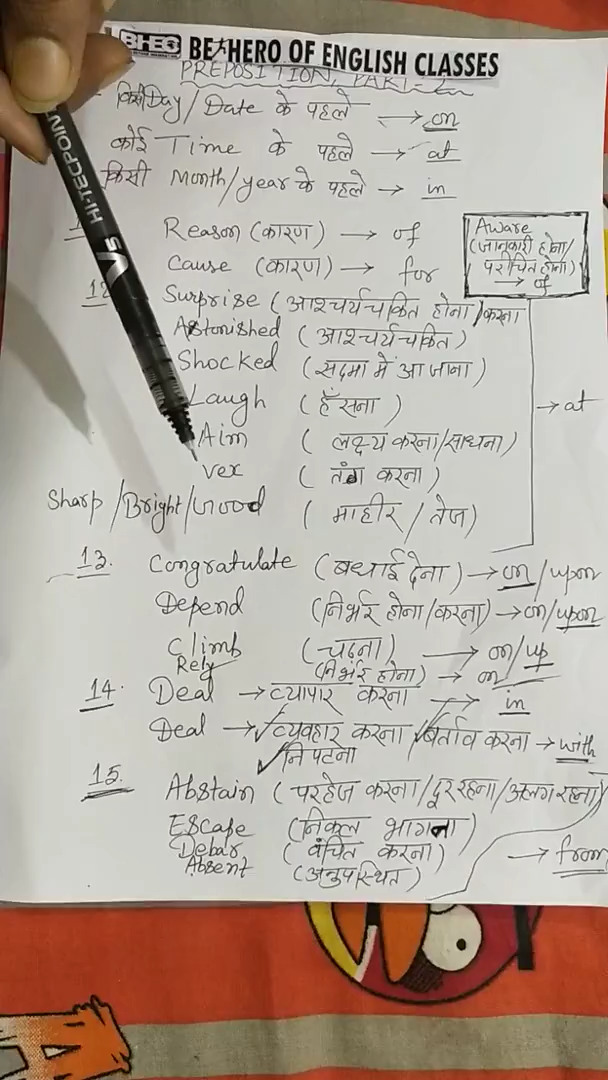 BHEC BE★HERO OF ENGLISH CLASSES
PREPOSITION, PART-
किसी Day/Date के पहले → on
कोई Time के पहले → at
किसी Month/year के पहले → in
Reason (कारण) → of
Cause (कारण) → for
Aware
(जानकारी होना/
परीचित होना)
→ of
12 Surprise (आश्चर्यचकित होना/करना
Astonished (आश्चर्यचकित)
Shocked (सदमा में आ जाना)
Laugh (हँसना)
→ at
Aim (लक्ष्य करना/साधना)
Vex (तंग करना)
Sharp/Bright/Good (माहीर/तेज)
13. Congratulate (बधाई देना) → on/upon
Depend (निर्भर होना/करना) → on/upon
Climb (चढना) → on/up
Rely (निर्भर होना) → on
14. Deal → व्यापार करना → in
Deal → ✓व्यवहार करना ✓बर्ताव करना → with
✓निपटना
15. Abstain (परहेज करना/दूर रहना/अलग रहना)
Escape (निकल भागना)
Debar (वंचित करना) → from
Absent (अनुपस्थित)
HI-TECPOINT V5